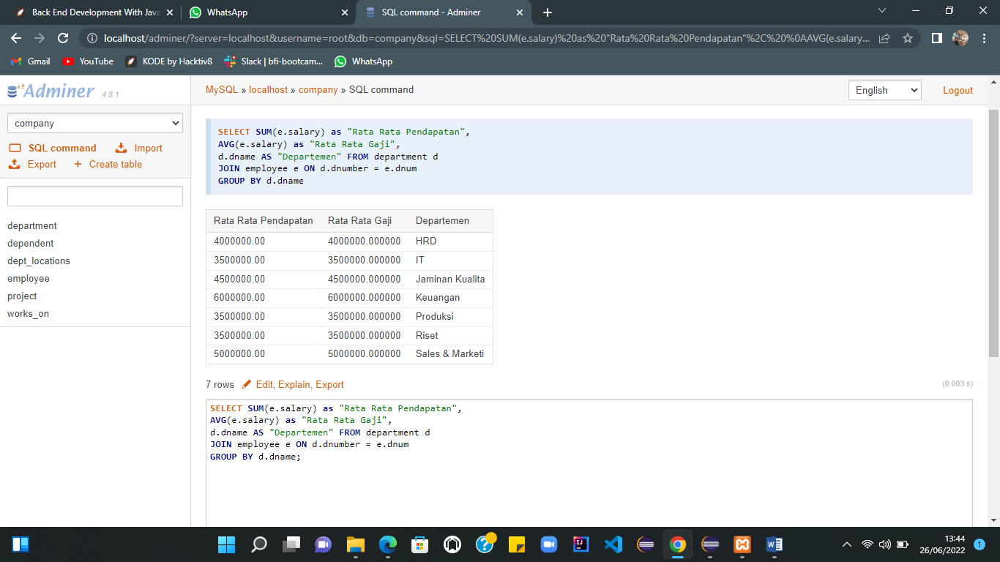 Back End Development With Java
WhatsApp
SQL command - Adminer
localhost/adminer/?server=localhost&username=root&db=company&sql=SELECT%20SUM(e.salary)%20as%20"Rata%20Rata%20Pendapatan"%2C%20%0AAVG(e.salary...
Gmail
YouTube
KODE by Hacktiv8
Slack | bfi-bootcam...
WhatsApp
Adminer 4.8.1
MySQL » localhost » company » SQL command
English
Logout
company
SQL command
Import
Export
+ Create table
department
dependent
dept_locations
employee
project
works_on
SELECT SUM(e.salary) as "Rata Rata Pendapatan",
AVG(e.salary) as "Rata Rata Gaji",
d.dname AS "Departemen" FROM department d
JOIN employee e ON d.dnumber = e.dnum
GROUP BY d.dname
Rata Rata Pendapatan Rata Rata Gaji Departemen
4000000.00 4000000.000000 HRD
3500000.00 3500000.000000 IT
4500000.00 4500000.000000 Jaminan Kualita
6000000.00 6000000.000000 Keuangan
3500000.00 3500000.000000 Produksi
3500000.00 3500000.000000 Riset
5000000.00 5000000.000000 Sales & Marketi
7 rows Edit, Explain, Export
(0.003 s)
SELECT SUM(e.salary) as "Rata Rata Pendapatan",
AVG(e.salary) as "Rata Rata Gaji",
d.dname AS "Departemen" FROM department d
JOIN employee e ON d.dnumber = e.dnum
GROUP BY d.dname;
13:44
26/06/2022
1